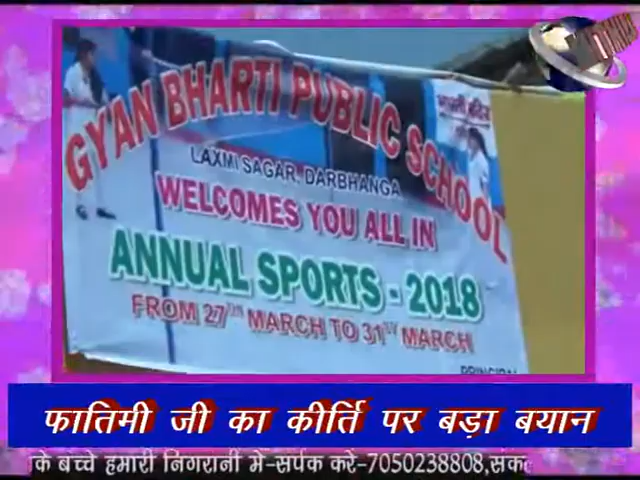 GYAN BHARTI PUBLIC SCHOOL
LAXMI SAGAR, DARBHANGA
WELCOMES YOU ALL IN
ANNUAL SPORTS - 2018
FROM 27TH MARCH TO 31ST MARCH
PRINCIPAL
फातिमी जी का कीर्ति पर बड़ा बयान
के बच्चे हमारी निगरानी में-सर्पक करें-7050238808,संक